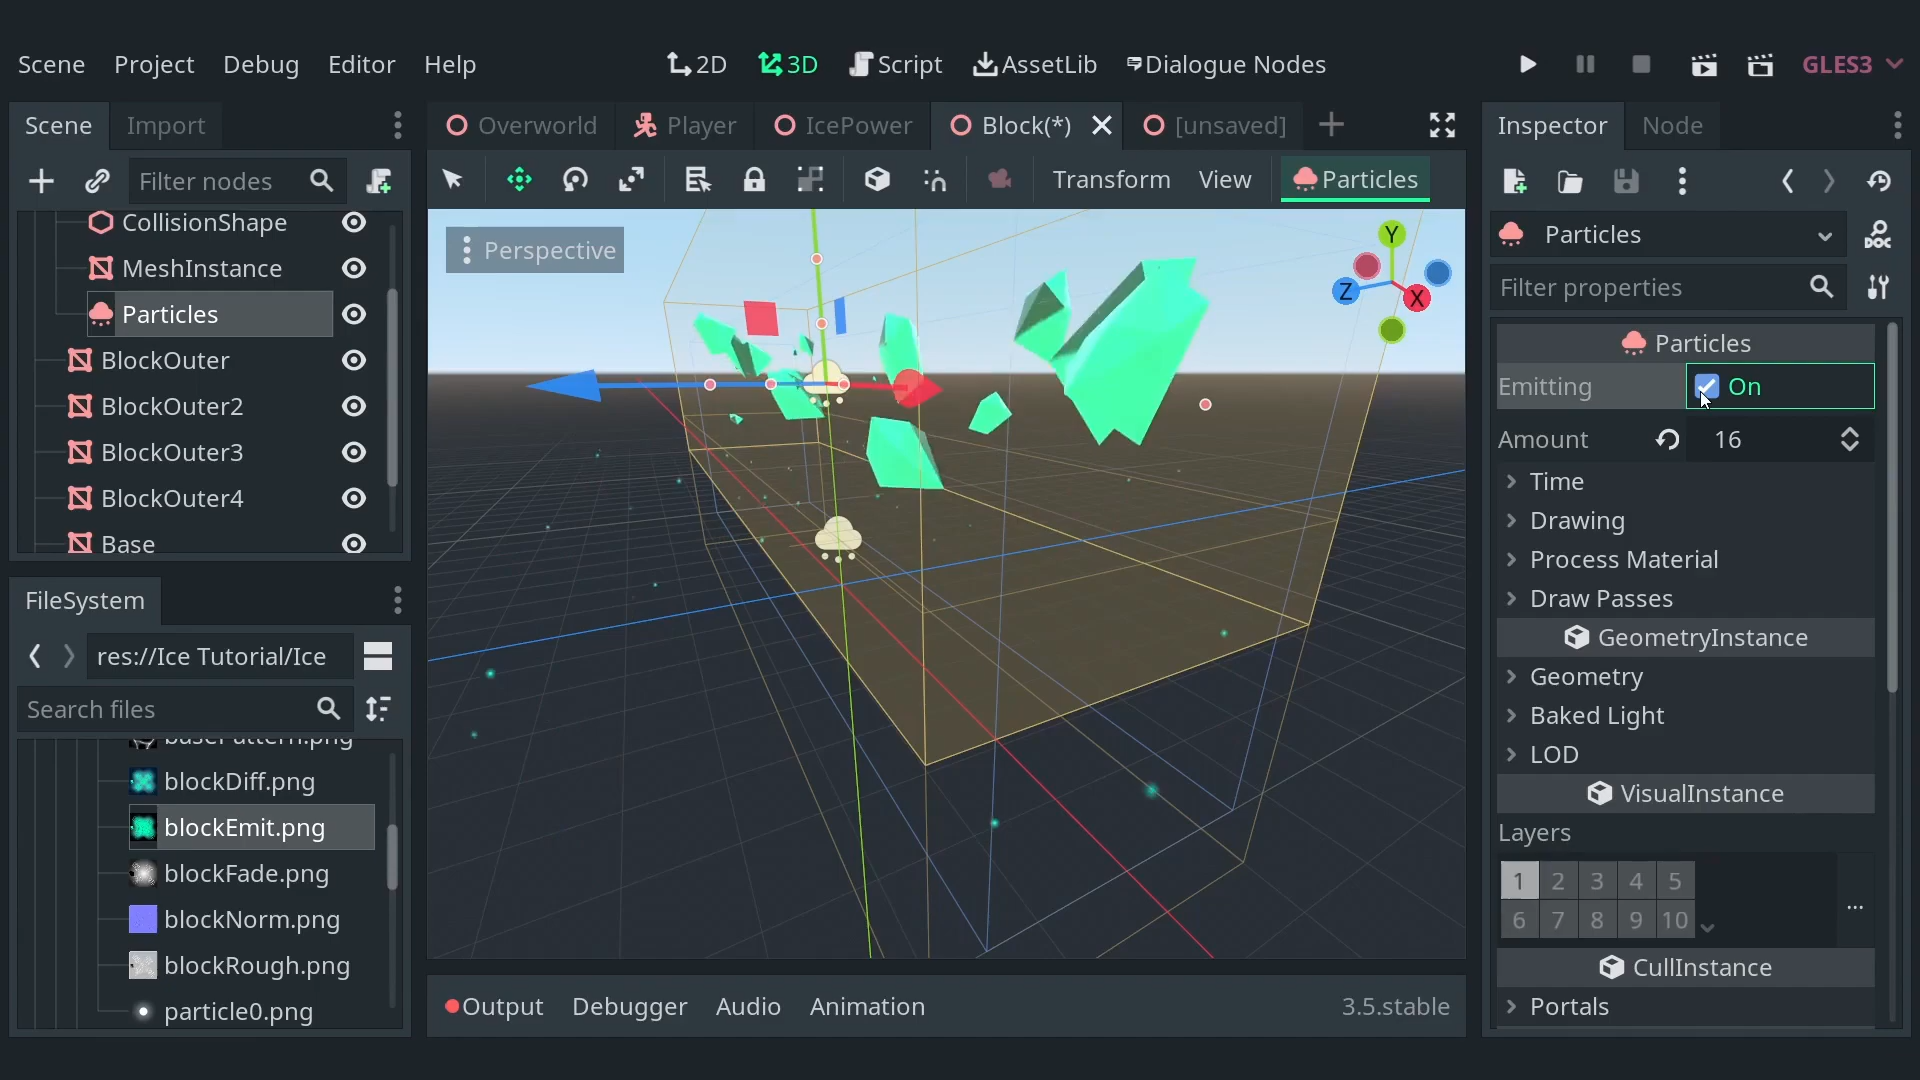 Scene Project Debug Editor Help 2D 3D Script AssetLib Dialogue Nodes GLES3
Scene Import
Filter nodes
CollisionShape
MeshInstance
Particles
BlockOuter
BlockOuter2
BlockOuter3
BlockOuter4
Base
FileSystem
res://Ice Tutorial/Ice
Search files
basePattern.png
blockDiff.png
blockEmit.png
blockFade.png
blockNorm.png
blockRough.png
particle0.png
Overworld Player IcePower Block(*) [unsaved]
Transform View Particles
Perspective
Y
Z X
Output Debugger Audio Animation 3.5.stable
Inspector Node
Particles
Filter properties
Particles
Emitting On
Amount 16
Time
Drawing
Process Material
Draw Passes
GeometryInstance
Geometry
Baked Light
LOD
VisualInstance
Layers
1 2 3 4 5
6 7 8 9 10
...
CullInstance
Portals